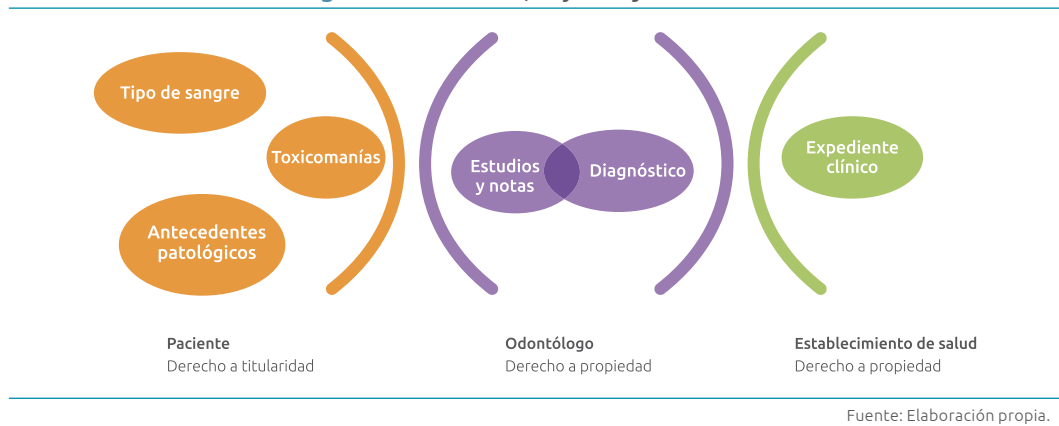 Tipo de sangre
Toxicomanías
Antecedentes
patológicos
Estudios
y notas
Diagnóstico
Expediente
clínico
Paciente
Derecho a titularidad
Odontólogo
Derecho a propiedad
Establecimiento de salud
Derecho a propiedad
Fuente: Elaboración propia.